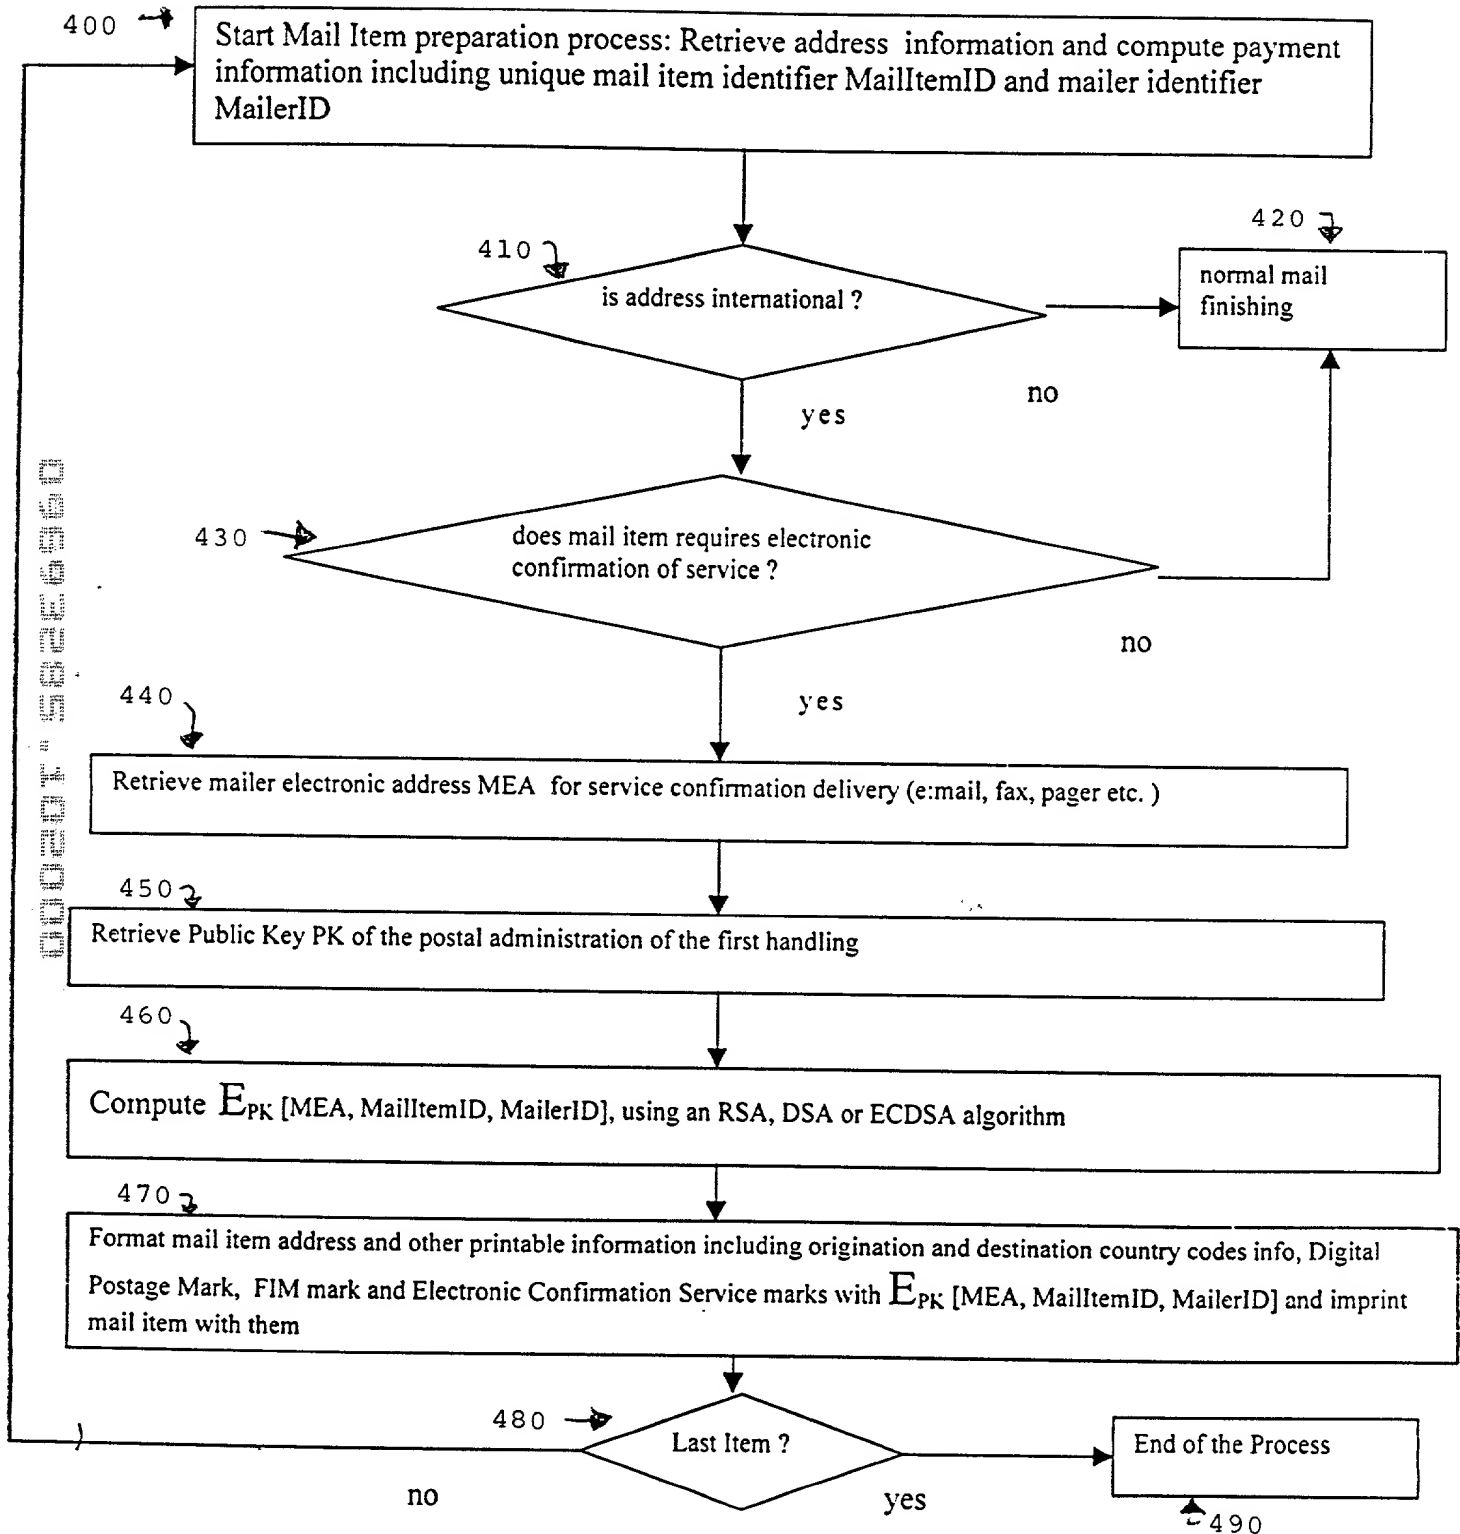 400
Start Mail Item preparation process: Retrieve address information and compute payment
information including unique mail item identifier MailItemID and mailer identifier
MailerID
410
is address international ?
420
normal mail
finishing
no
yes
430
does mail item requires electronic
confirmation of service ?
no
yes
440
Retrieve mailer electronic address MEA for service confirmation delivery (e:mail, fax, pager etc. )
450
Retrieve Public Key PK of the postal administration of the first handling
460
Compute EPK [MEA, MailItemID, MailerID], using an RSA, DSA or ECDSA algorithm
470
Format mail item address and other printable information including origination and destination country codes info, Digital
Postage Mark, FIM mark and Electronic Confirmation Service marks with EPK [MEA, MailItemID, MailerID] and imprint
mail item with them
480
Last Item ?
End of the Process
no
yes
490